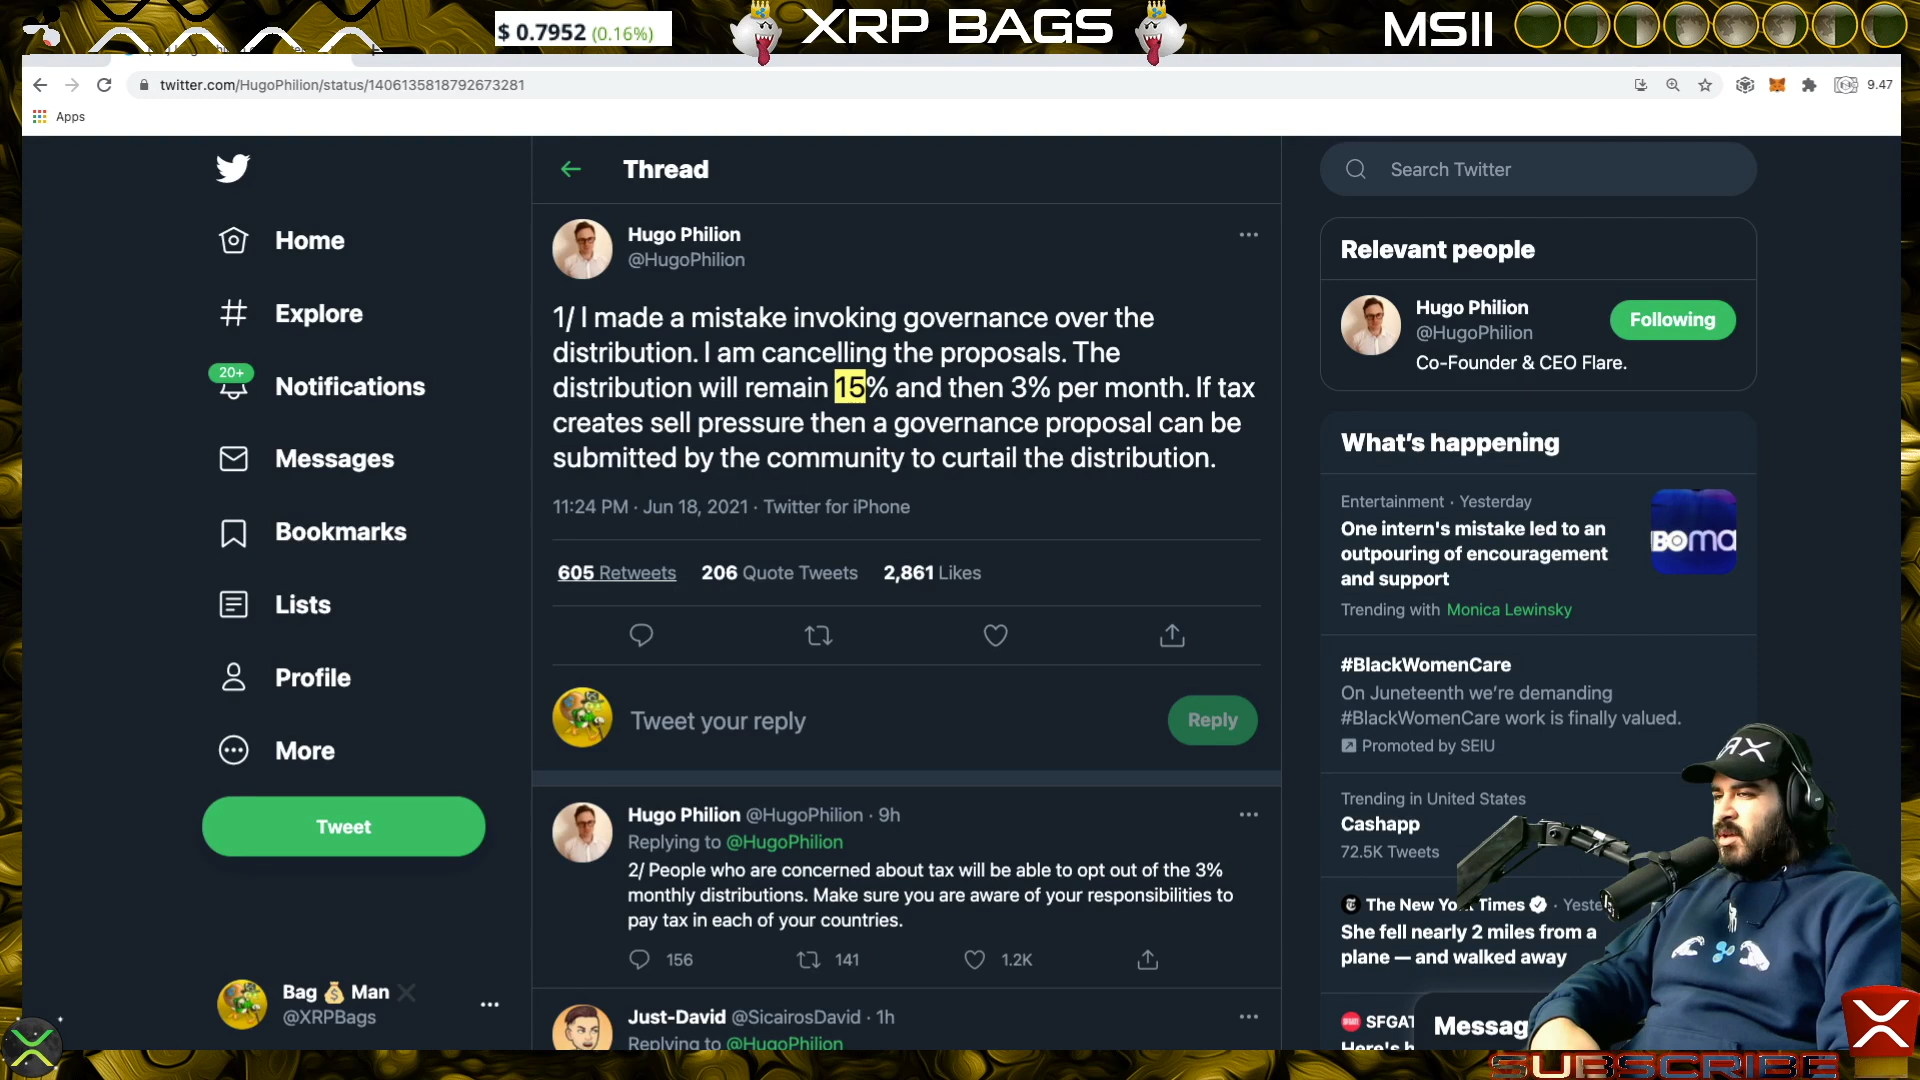 $ 0.7952 (0.16%)
XRP BAGS
MSII
twitter.com/HugoPhilion/status/1406135818792673281
9.47
Apps
Home
Explore
20+
Notifications
Messages
Bookmarks
Lists
Profile
More
Tweet
Bag 💰 Man
@XRPBags
Thread
Hugo Philion
@HugoPhilion
1/ I made a mistake invoking governance over the
distribution. I am cancelling the proposals. The
distribution will remain 15% and then 3% per month. If tax
creates sell pressure then a governance proposal can be
submitted by the community to curtail the distribution.
11:24 PM · Jun 18, 2021 · Twitter for iPhone
605 Retweets 206 Quote Tweets 2,861 Likes
Tweet your reply
Reply
Hugo Philion @HugoPhilion · 9h
Replying to @HugoPhilion
2/ People who are concerned about tax will be able to opt out of the 3%
monthly distributions. Make sure you are aware of your responsibilities to
pay tax in each of your countries.
156 141 1.2K
Just-David @SicairosDavid · 1h
Replying to @HugoPhilion
Search Twitter
Relevant people
Hugo Philion
@HugoPhilion
Following
Co-Founder & CEO Flare.
What's happening
Entertainment · Yesterday
One intern's mistake led to an
outpouring of encouragement
and support
BOMA
Trending with Monica Lewinsky
#BlackWomenCare
On Juneteenth we're demanding
#BlackWomenCare work is finally valued.
Promoted by SEIU
Trending in United States
Cashapp
72.5K Tweets
The New York Times · Yeste
She fell nearly 2 miles from a
plane — and walked away
SFGAT
Here's h
Messag
SUBSCRIBE